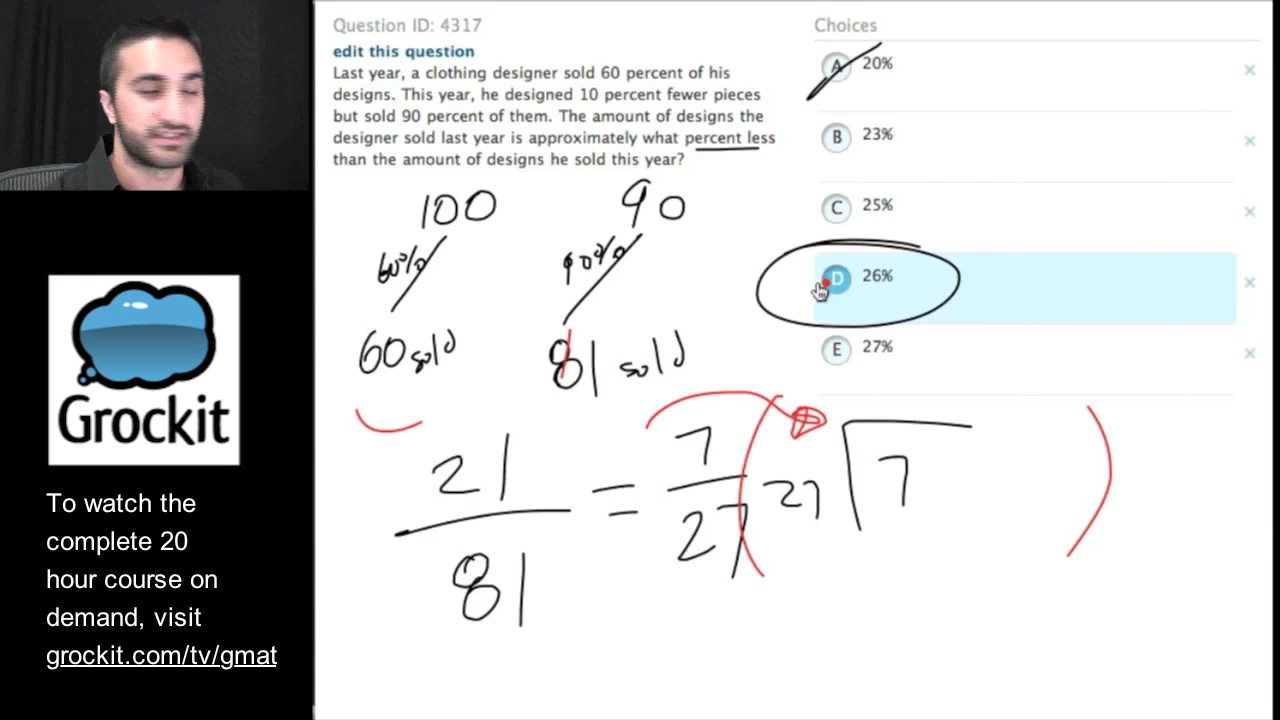 Question ID: 4317
edit this question
Last year, a clothing designer sold 60 percent of his
designs. This year, he designed 10 percent fewer pieces
but sold 90 percent of them. The amount of designs the
designer sold last year is approximately what percent less
than the amount of designs he sold this year?
Choices
A 20%
B 23%
C 25%
D 26%
E 27%
100 90
60% 90%
60 sold 81 sold
21 = 7 27 7
81 27
Grockit
To watch the
complete 20
hour course on
demand, visit
grockit.com/tv/gmat